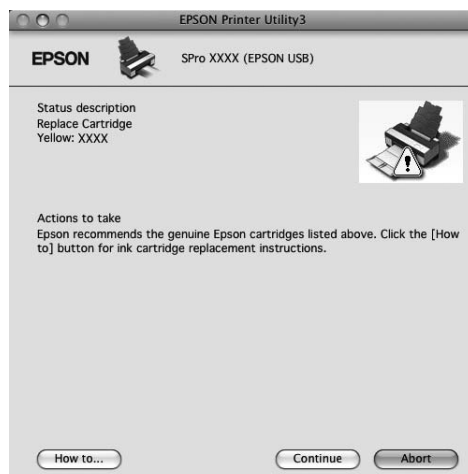 EPSON Printer Utility3
EPSON
SPro XXXX (EPSON USB)
Status description
Replace Cartridge
Yellow: XXXX
Actions to take
Epson recommends the genuine Epson cartridges listed above. Click the [How
to] button for ink cartridge replacement instructions.
How to...
Continue
Abort